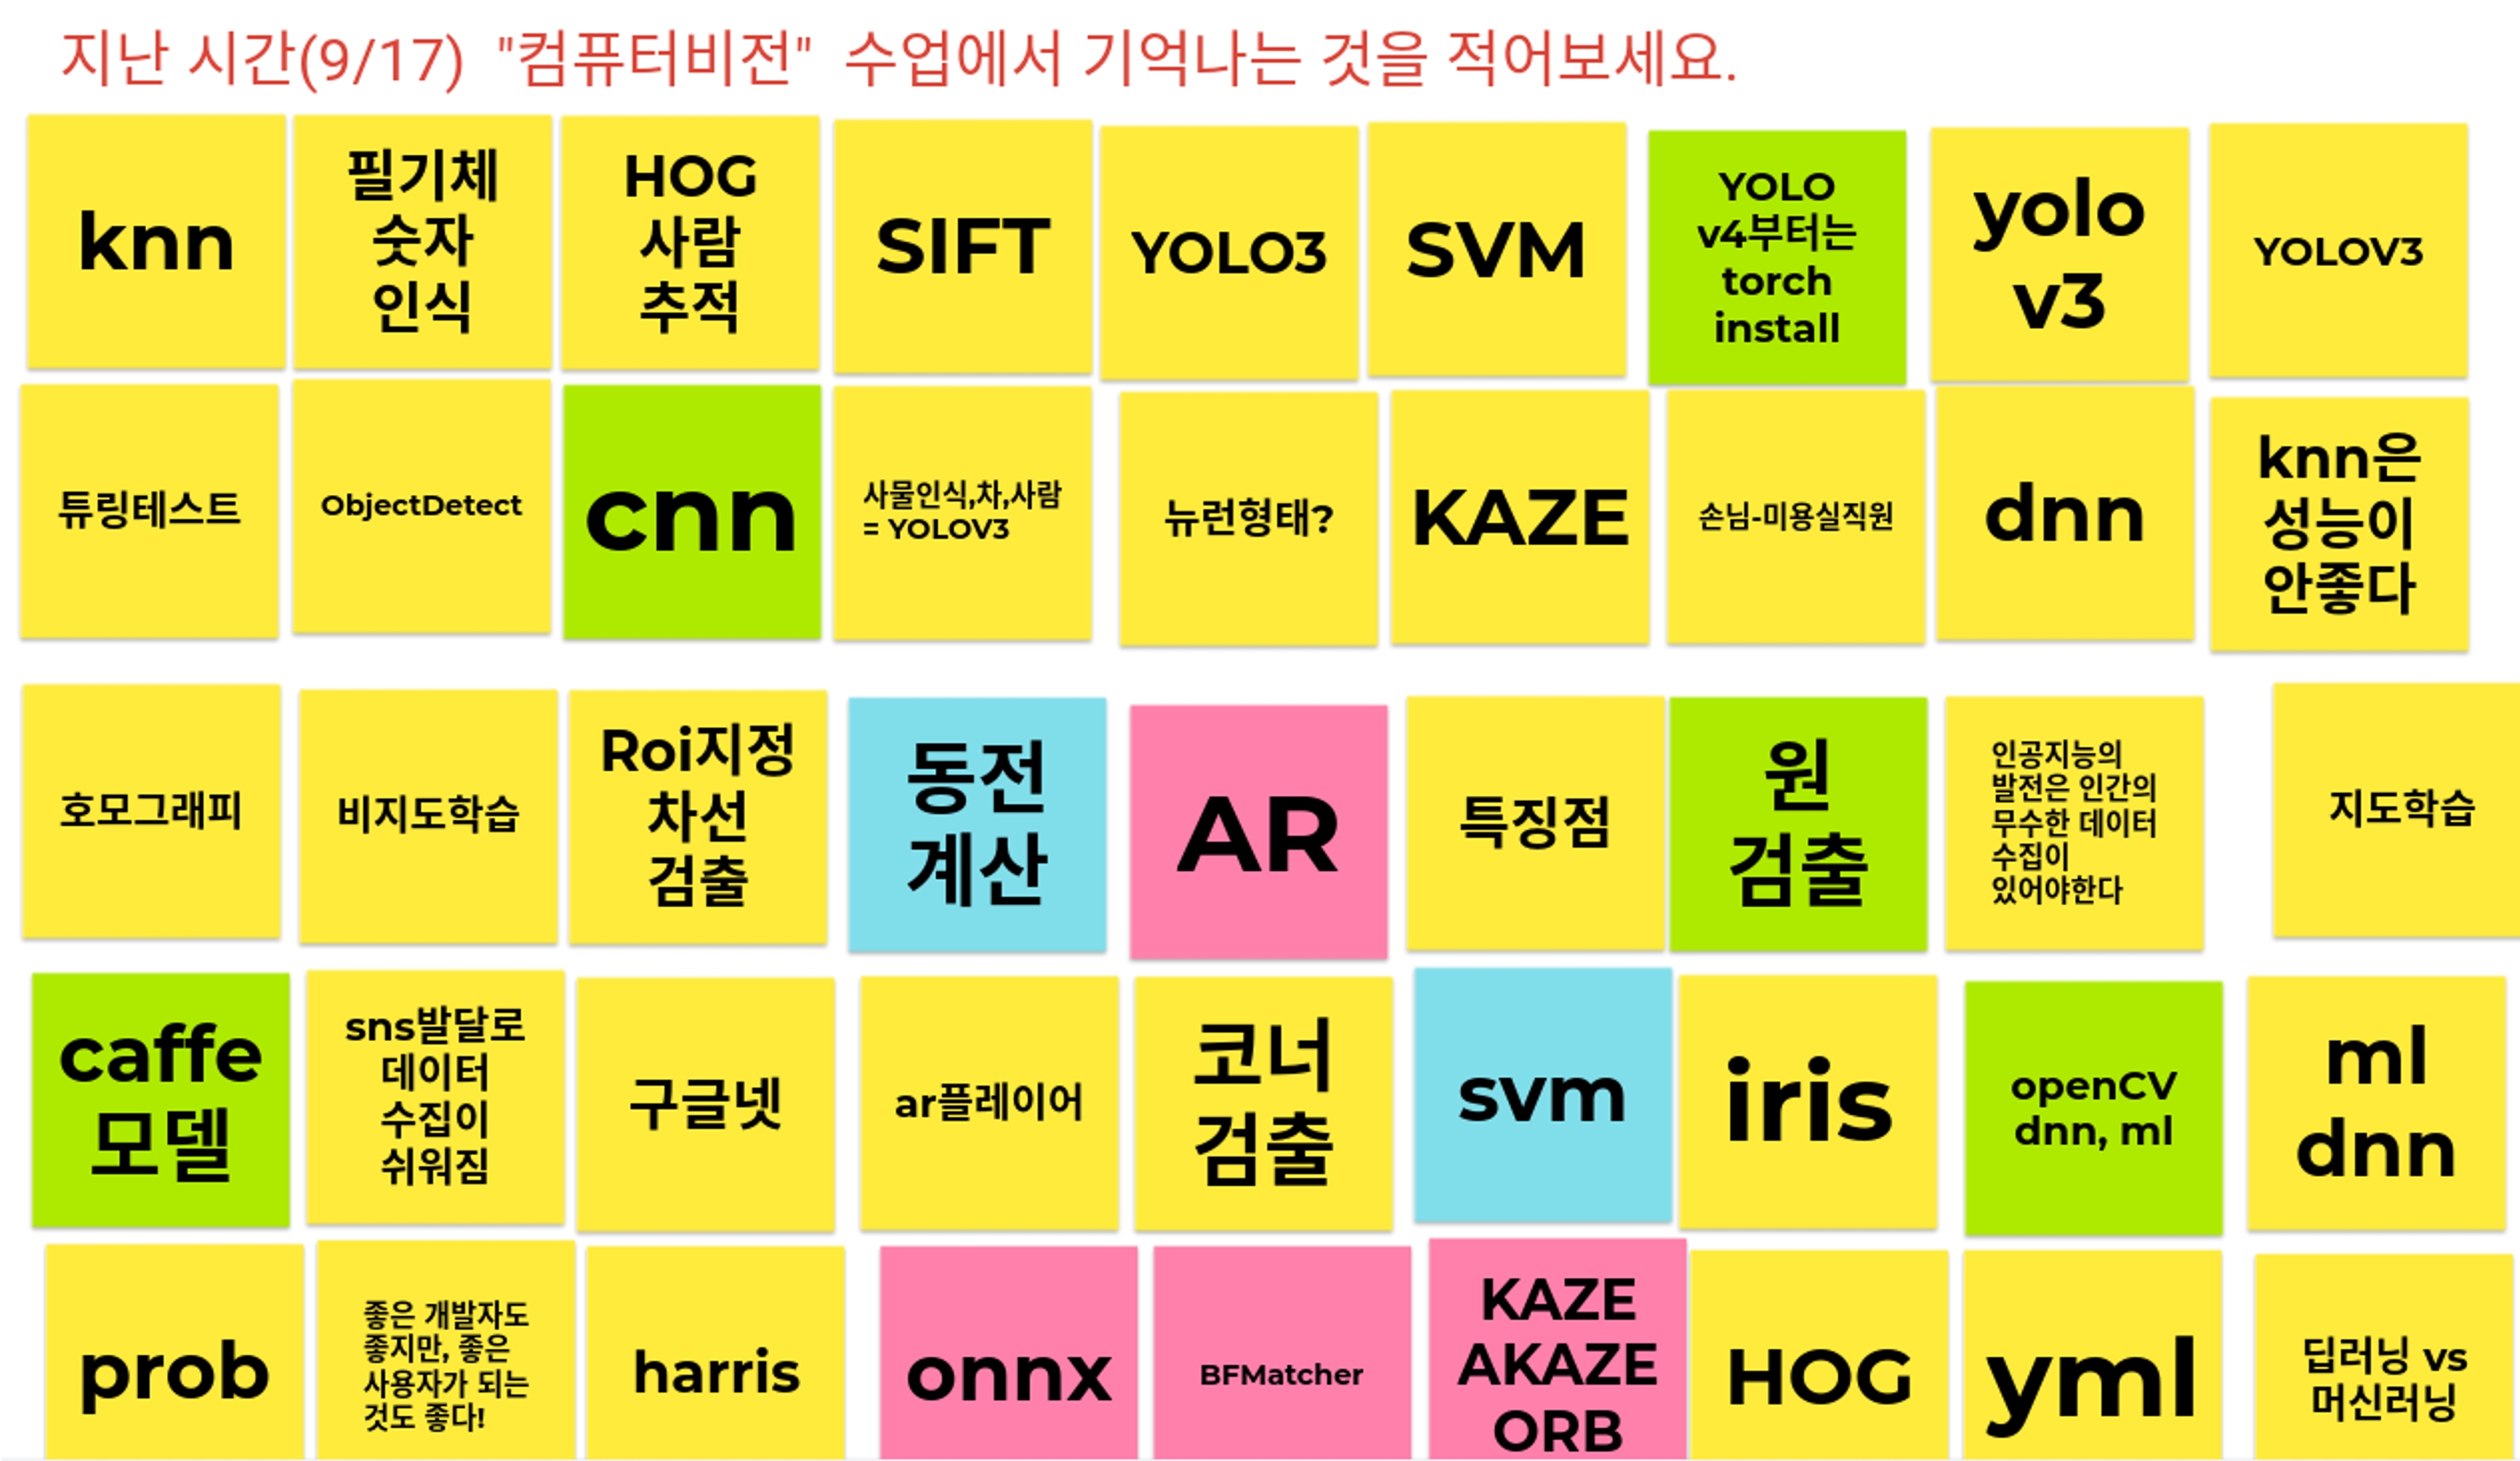 지난 시간(9/17) "컴퓨터비전" 수업에서 기억나는 것을 적어보세요.
knn
필기체
숫자
인식
HOG
사람
추적
SIFT
YOLO3
SVM
YOLO
v4부터는
torch
install
yolo
v3
YOLOV3
튜링테스트
ObjectDetect
cnn
사물인식,차,사람
= YOLOV3
뉴런형태?
KAZE
손님-미용실직원
dnn
knn은
성능이
안좋다
호모그래피
비지도학습
Roi지정
차선
검출
동전
계산
AR
특징점
원
검출
인공지능의
발전은 인간의
무수한 데이터
수집이
있어야한다
지도학습
caffe
모델
sns발달로
데이터
수집이
쉬워짐
구글넷
ar플레이어
코너
검출
svm
iris
openCV
dnn, ml
ml
dnn
prob
좋은 개발자도
좋지만, 좋은
사용자가 되는
것도 좋다!
harris
onnx
BFMatcher
KAZE
AKAZE
ORB
HOG
yml
딥러닝 vs
머신러닝